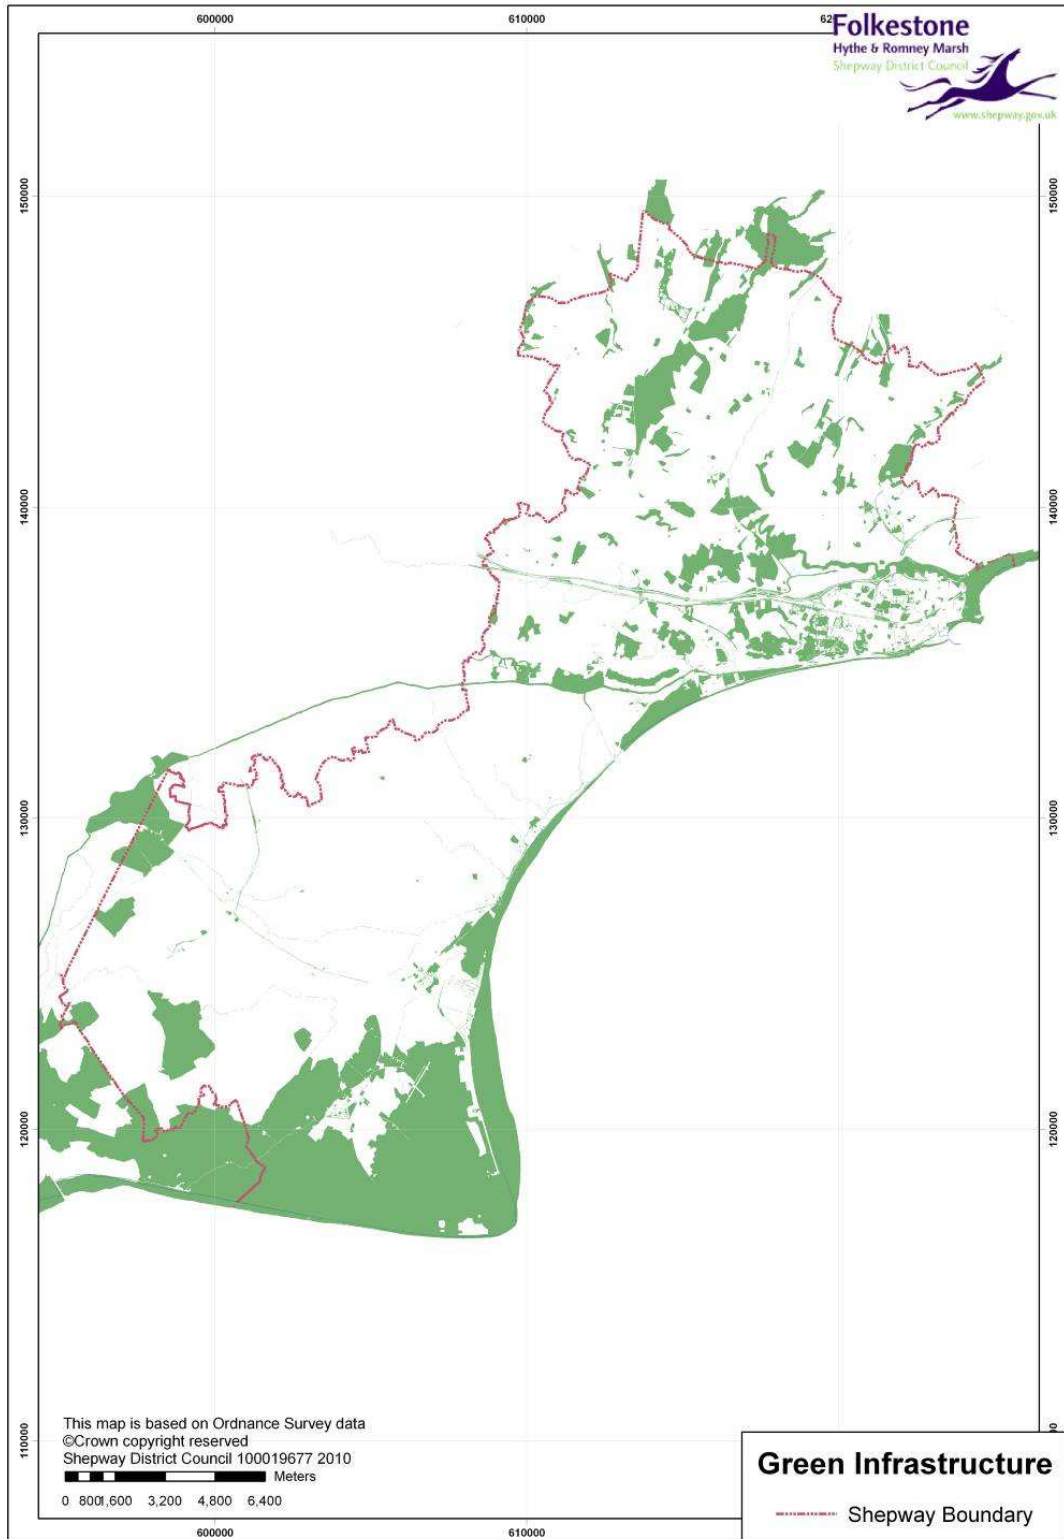 600000
610000
62
Folkestone
Hythe & Romney Marsh
Shepway District Council
www.shepway.gov.uk
150000
150000
140000
140000
130000
130000
120000
120000
110000
00
This map is based on Ordnance Survey data
©Crown copyright reserved
Shepway District Council 100019677 2010
Meters
0 8001,600 3,200 4,800 6,400
Green Infrastructure
Shepway Boundary
600000
610000